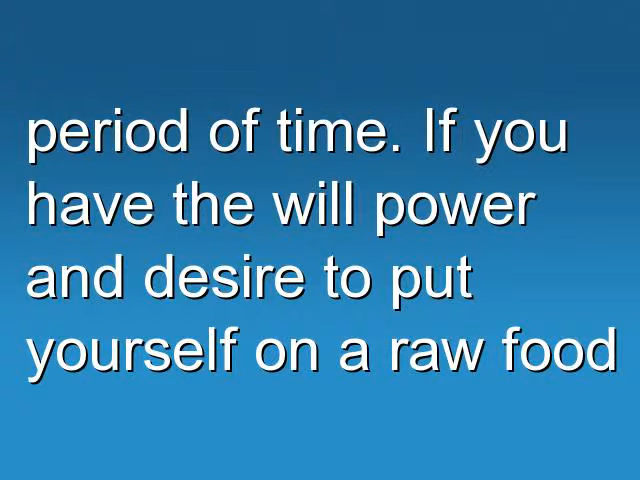 period of time. If you
have the will power
and desire to put
yourself on a raw food